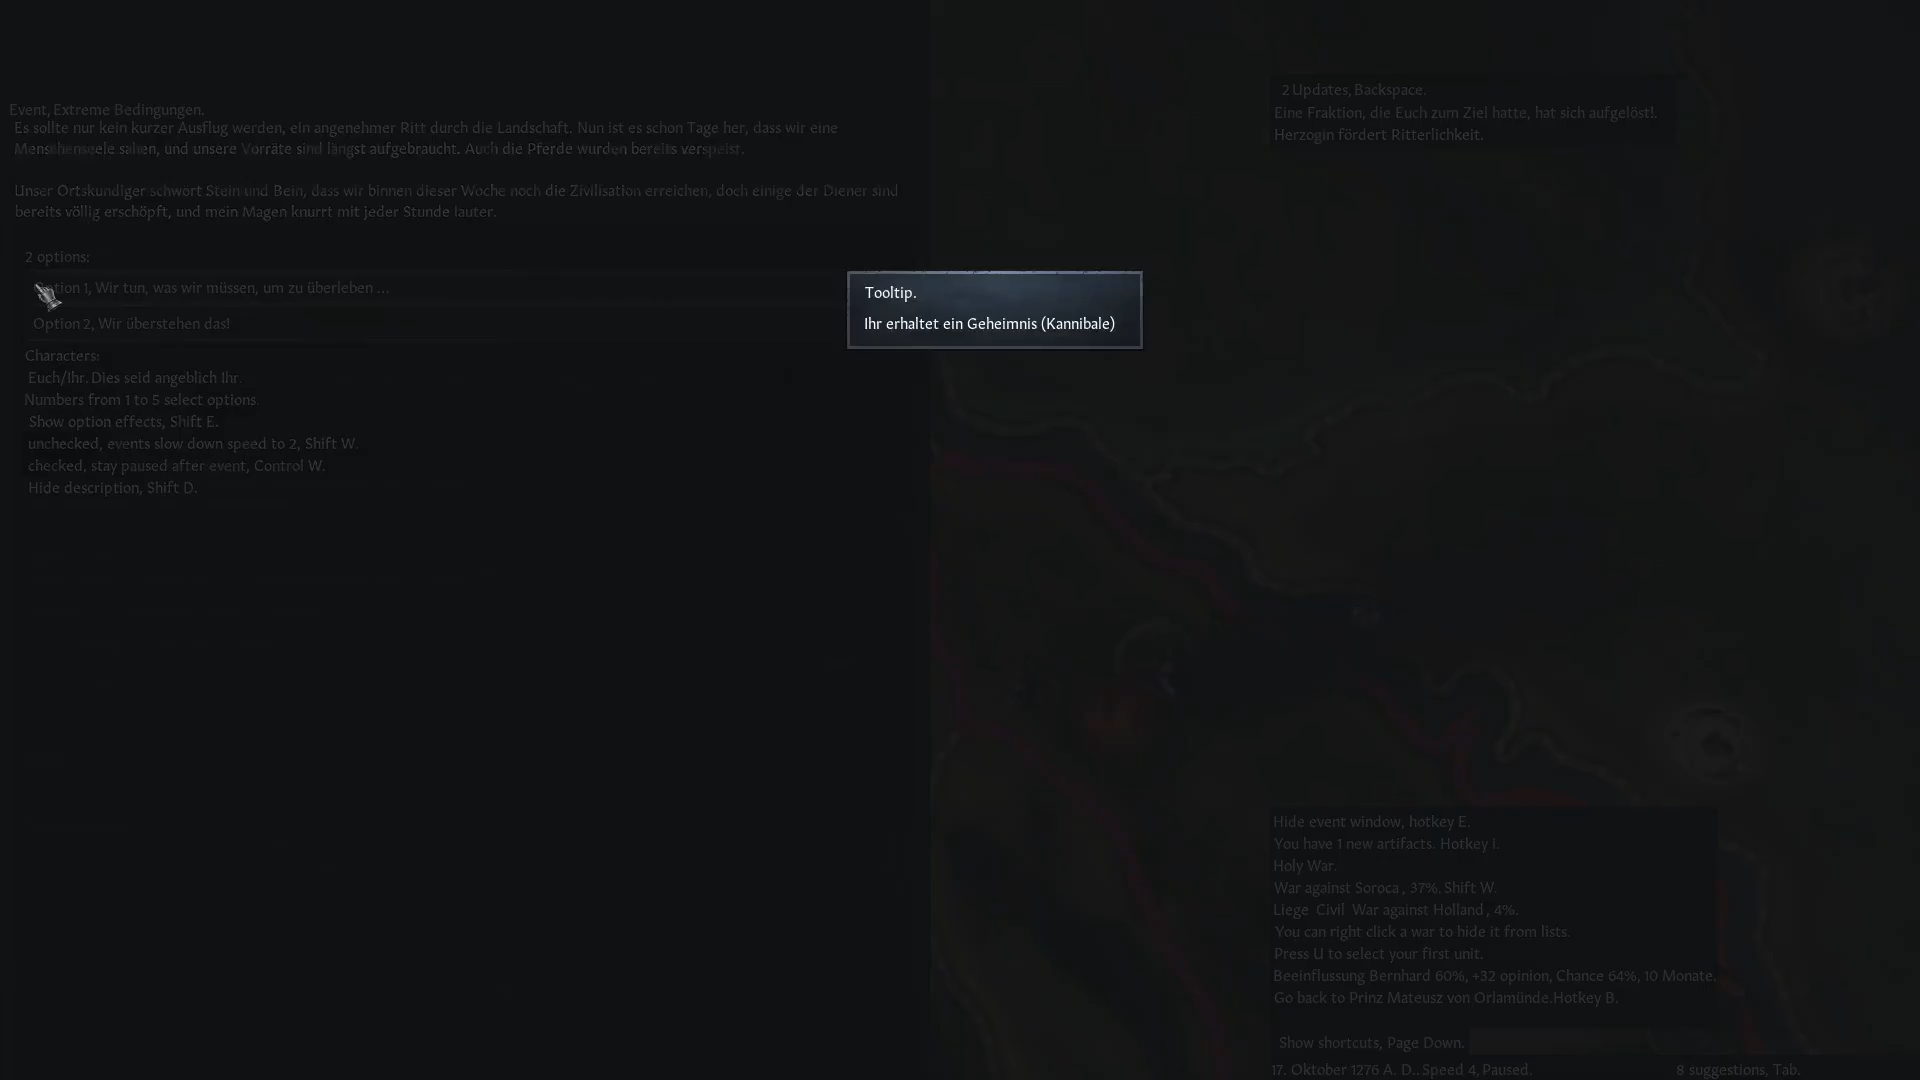 Event, Extreme Bedingungen.
Es sollte nur kein kurzer Ausflug werden, ein angenehmer Ritt durch die Landschaft. Nun ist es schon Tage her, dass wir eine
Menschenseele sahen, und unsere Vorräte sind längst aufgebraucht. Auch die Pferde wurden bereits verspeist.
Unser Ortskundiger schwört Stein und Bein, dass wir binnen dieser Woche noch die Zivilisation erreichen, doch einige der Diener sind
bereits völlig erschöpft, und mein Magen knurrt mit jeder Stunde lauter.
2 options:
Option 1, Wir tun, was wir müssen, um zu überleben ...
Option 2, Wir überstehen das!
Characters:
Euch/Ihr. Dies seid angeblich Ihr.
Numbers from 1 to 5 select options.
Show option effects, Shift E.
unchecked, events slow down speed to 2, Shift W.
checked, stay paused after event, Control W.
Hide description, Shift D.
Tooltip.
Ihr erhaltet ein Geheimnis (Kannibale)
2 Updates, Backspace.
Eine Fraktion, die Euch zum Ziel hatte, hat sich aufgelöst!.
Herzogin fördert Ritterlichkeit.
Hide event window, hotkey E.
You have 1 new artifacts. Hotkey i.
Holy War.
War against Soroca , 37%. Shift W.
Liege Civil War against Holland , 4%.
You can right click a war to hide it from lists.
Press U to select your first unit.
Beeinflussung Bernhard 60%, +32 opinion, Chance 64%, 10 Monate.
Go back to Prinz Mateusz von Orlamünde.Hotkey B.
Show shortcuts, Page Down.
17. Oktober 1276 A. D.. Speed 4, Paused.
8 suggestions, Tab.